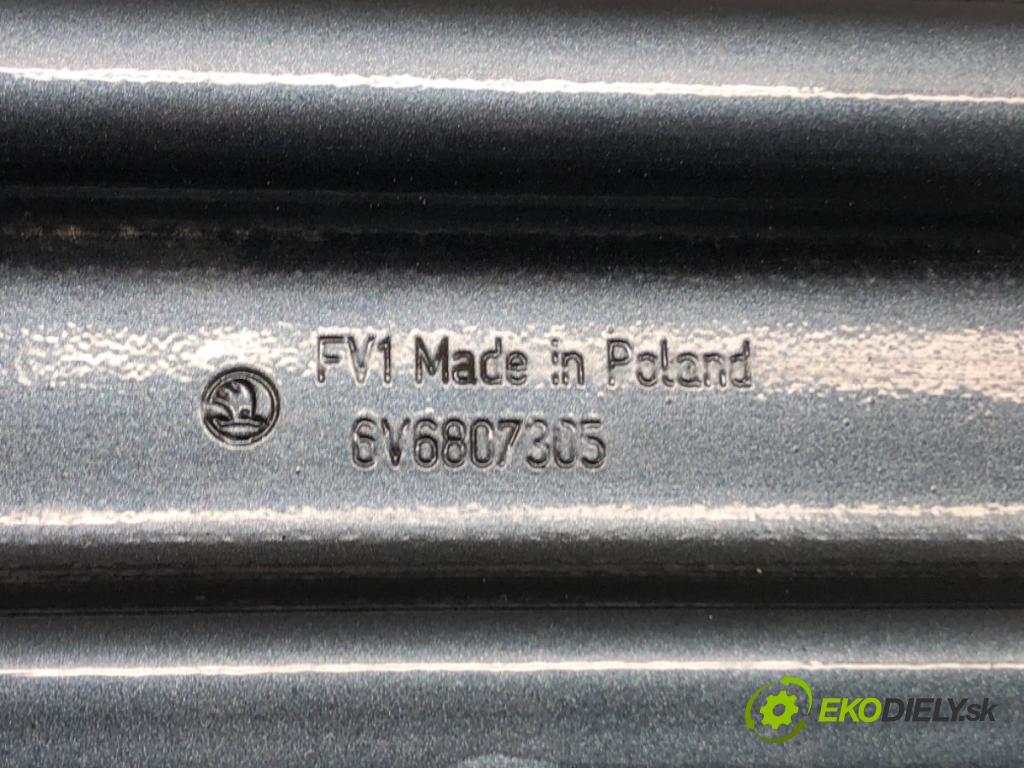 FV1 Made in Poland
6V6807305
EKODIELY.sk